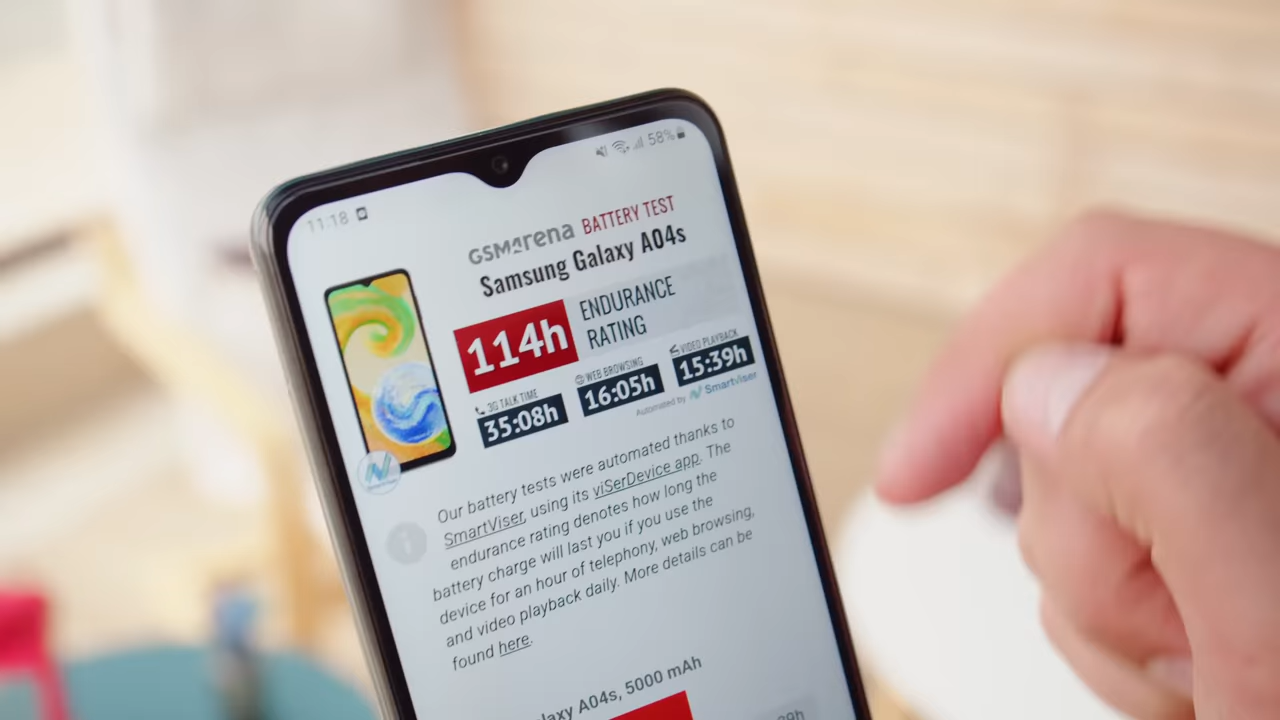 11:18
58%
GSMArena BATTERY TEST
Samsung Galaxy A04s
114h
ENDURANCE
RATING
3G TALK TIME
35:08h
WEB BROWSING
16:05h
VIDEO PLAYBACK
15:39h
Automated by SmartViser
Our battery tests were automated thanks to
SmartViser, using its viSerDevice app. The
endurance rating denotes how long the
battery charge will last you if you use the
device for an hour of telephony, web browsing,
and video playback daily. More details can be
found here.
A04s, 5000 mAh